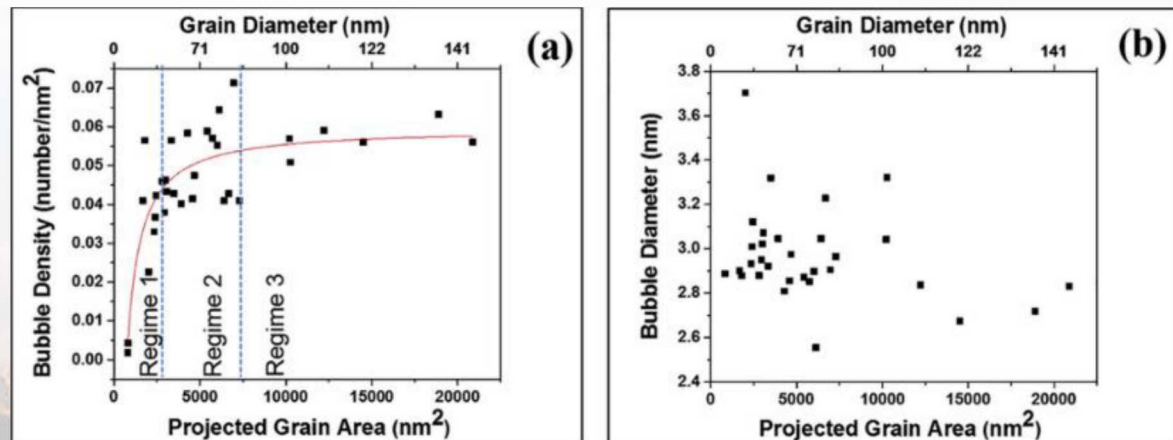 Grain Diameter (nm)
0 71 100 122 141
(a)
0.07
0.06
0.05
0.04
0.03
0.02
0.01
0.00
Bubble Density (number/nm²)
Regime 1
Regime 2
Regime 3
0 5000 10000 15000 20000
Projected Grain Area (nm²)
Grain Diameter (nm)
0 71 100 122 141
(b)
3.8
3.6
3.4
3.2
3.0
2.8
2.6
2.4
Bubble Diameter (nm)
0 5000 10000 15000 20000
Projected Grain Area (nm²)